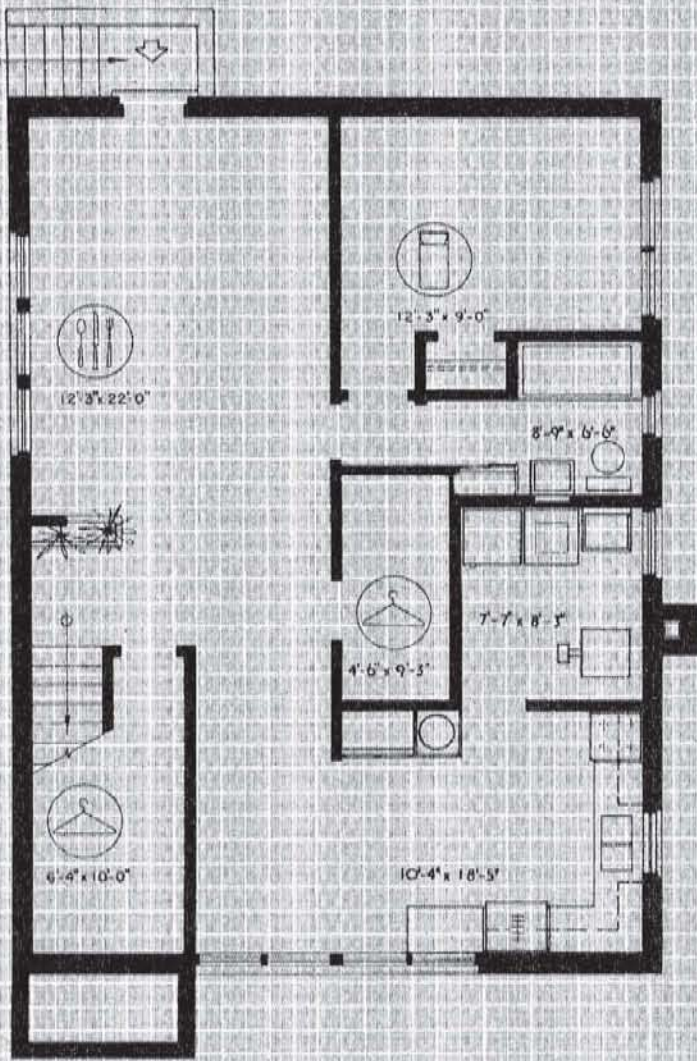 12'-3" x 9'-0"
12'-3" x 22'-0"
8'-9" x 6'-6"
7'-7" x 8'-3"
4'-6" x 9'-3"
6'-4" x 10'-0"
10'-4" x 18'-5"